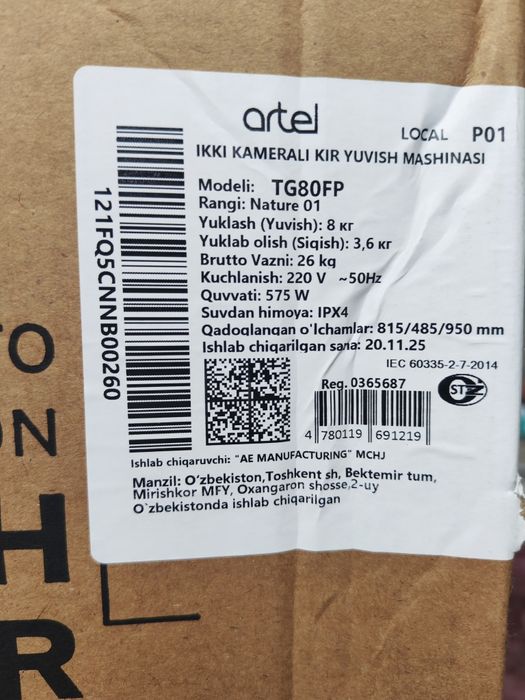 artel
LOCAL P01
IKKI KAMERALI KIR YUVISH MASHINASI
Modeli: TG80FP
Rangi: Nature 01
Yuklash (Yuvish): 8 кг
Yuklab olish (Siqish): 3,6 кг
Brutto Vazni: 26 kq
Kuchlanish: 220 V ~50Hz
Quvvati: 575 W
Suvdan himoya: IPX4
Qadoqlangan o'lchamlar: 815/485/950 mm
Ishlab chiqarilgan sana: 20.11.25
IEC 60335-2-7-2014
Reg. 0365687
4 780119 691219
121FQ5CNNB00260
Ishlab chiqaruvchi: "AE MANUFACTURING" MCHJ
Manzil: O'zbekiston,Toshkent sh, Bektemir tum,
Mirishkor MFY, Oxangaron shosse,2-uy
O`zbekistonda ishlab chiqarilgan
TO
ON
H
R